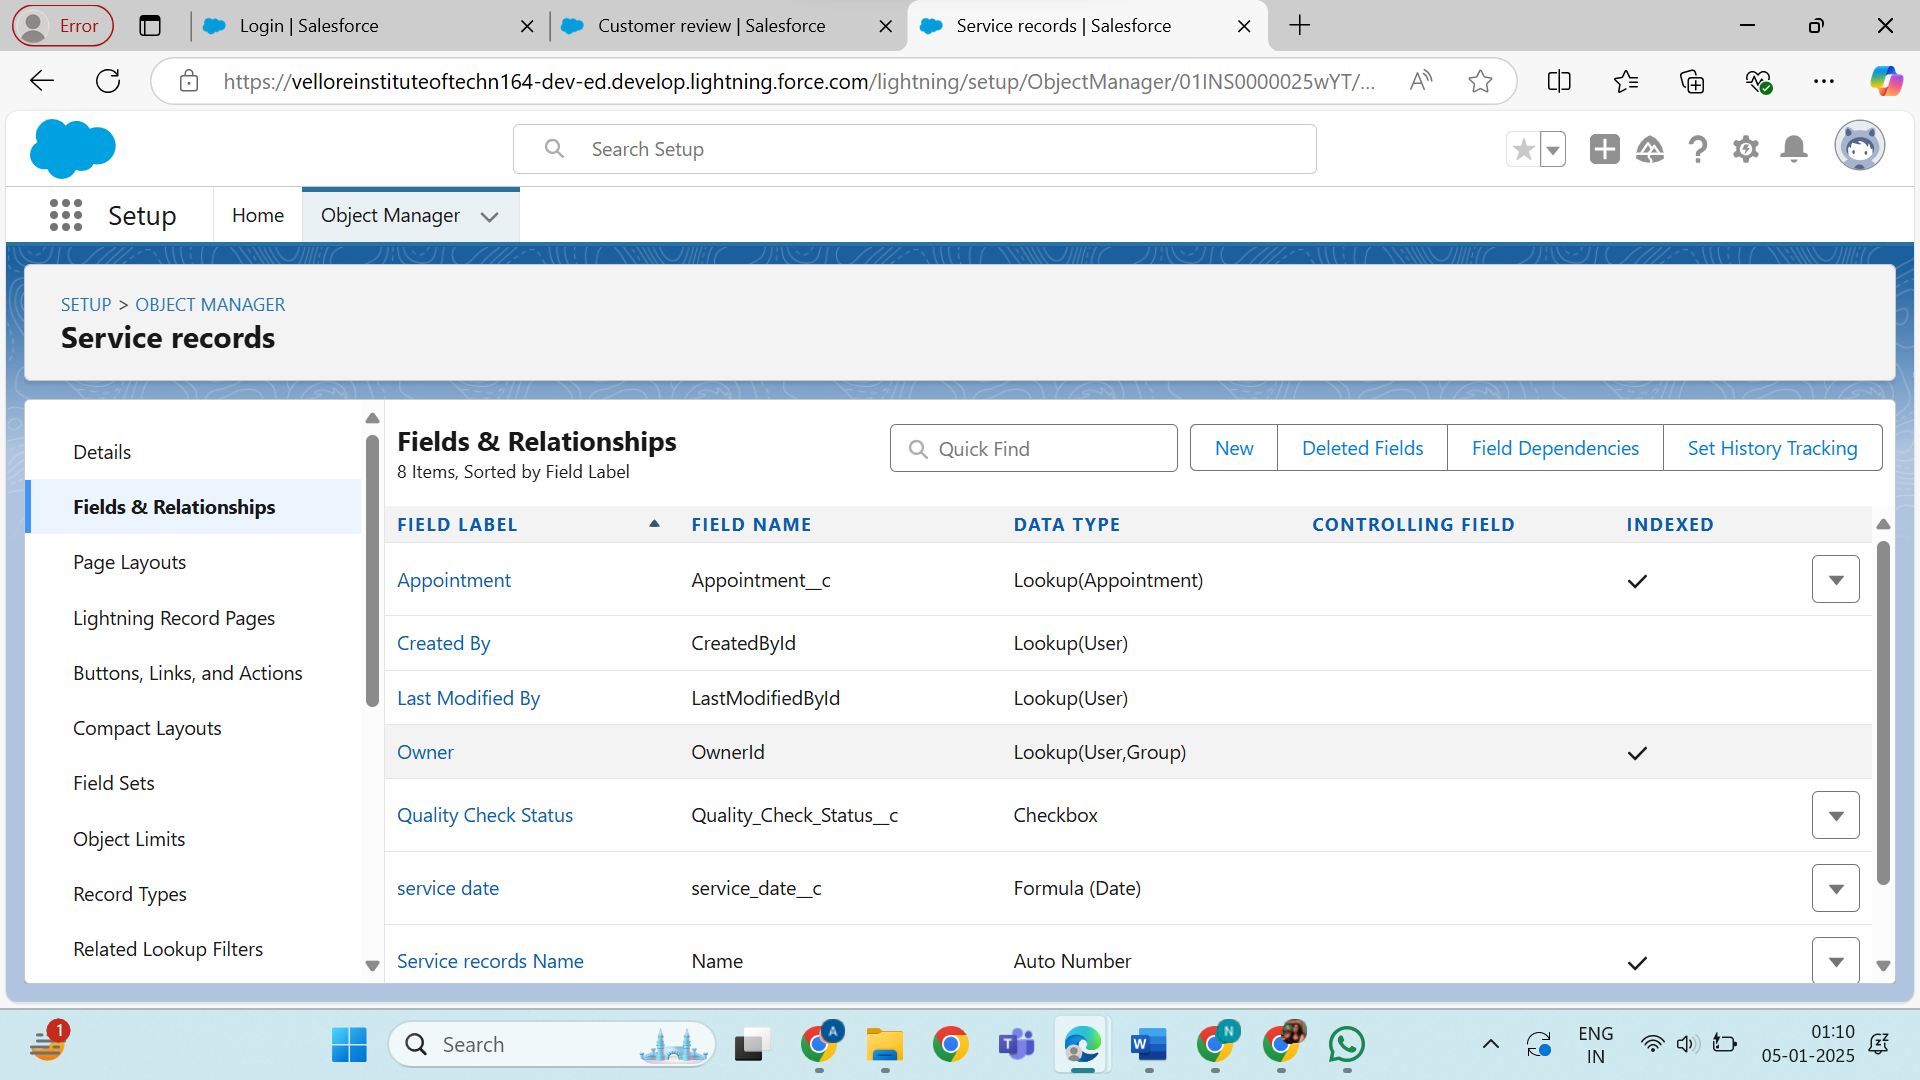 Error
Login | Salesforce
Customer review | Salesforce
Service records | Salesforce
https://velloreinstituteoftechn164-dev-ed.develop.lightning.force.com/lightning/setup/ObjectManager/01INS0000025wYT/...
Search Setup
Setup
Home
Object Manager
SETUP > OBJECT MANAGER
Service records
Details
Fields & Relationships
Page Layouts
Lightning Record Pages
Buttons, Links, and Actions
Compact Layouts
Field Sets
Object Limits
Record Types
Related Lookup Filters
Fields & Relationships
8 Items, Sorted by Field Label
Quick Find
New
Deleted Fields
Field Dependencies
Set History Tracking
FIELD LABEL FIELD NAME DATA TYPE CONTROLLING FIELD INDEXED
Appointment Appointment__c Lookup(Appointment)
Created By CreatedById Lookup(User)
Last Modified By LastModifiedById Lookup(User)
Owner OwnerId Lookup(User,Group)
Quality Check Status Quality_Check_Status__c Checkbox
service date service_date__c Formula (Date)
Service records Name Name Auto Number
1
Search
A
N
ENG
IN
01:10
05-01-2025